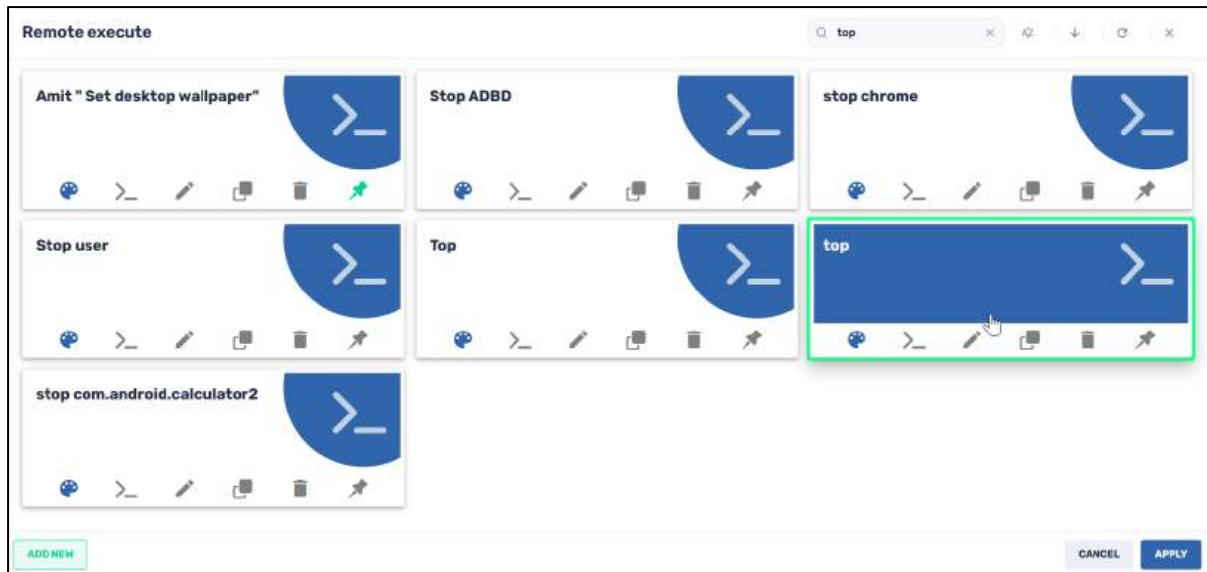 Remote execute
top
Amit " Set desktop wallpaper"
Stop ADBD
stop chrome
Stop user
Top
top
stop com.android.calculator2
ADD NEW
CANCEL
APPLY